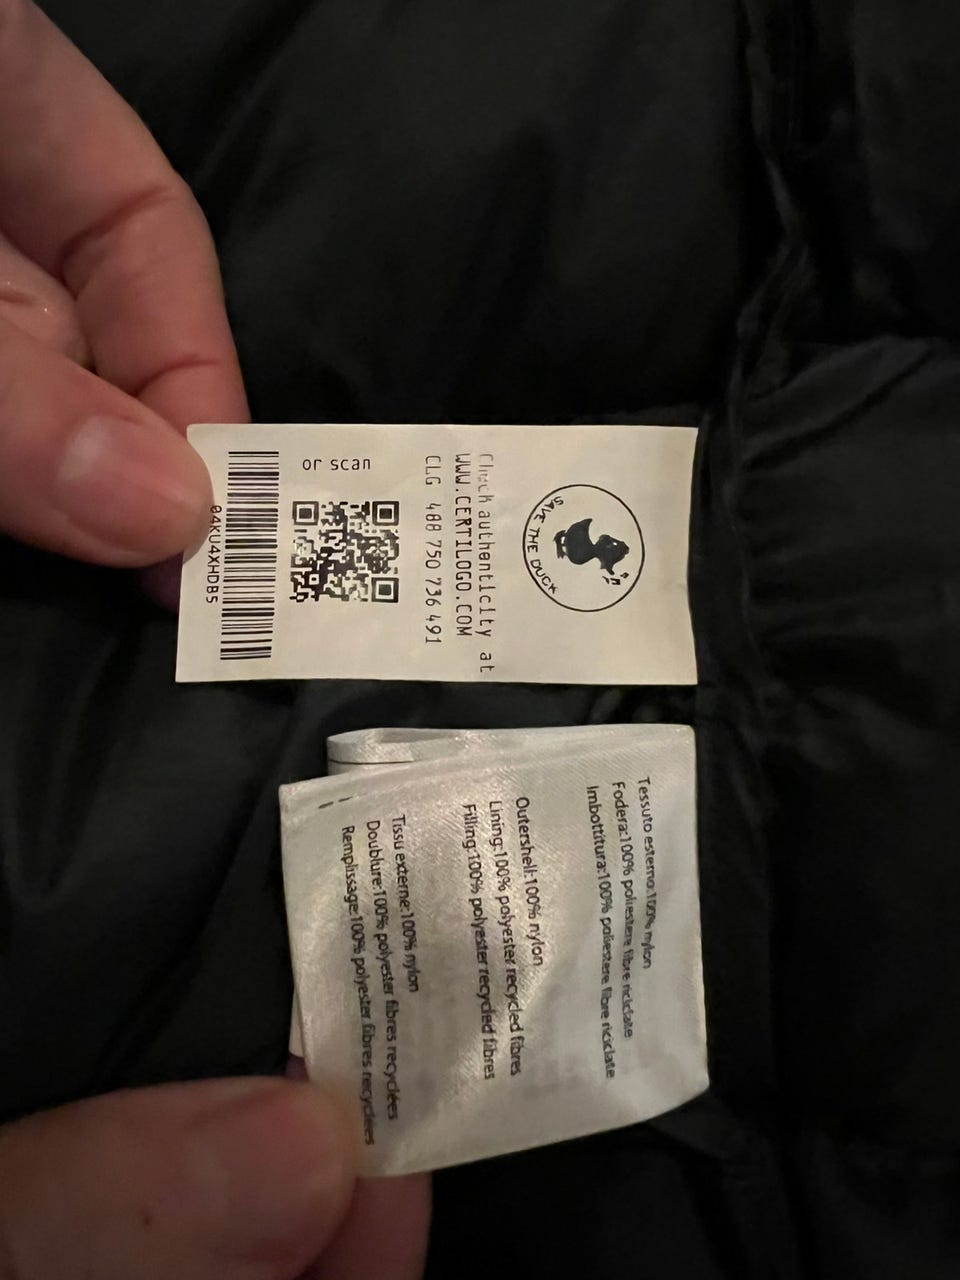 SAVE THE DUCK
Check authenticity at
WWW.CERTILOGO.COM
CLG 488 750 736 491
or scan
04KU4XHDB5
Tessuto esterno:100% nylon
Fodera:100% poliestere fibre riciclate
Imbottitura:100% poliestere fibre riciclate
Outershell:100% nylon
Lining:100% polyester recycled fibres
Filling:100% polyester recycled fibres
Tissu externe:100% nylon
Doublure:100% polyester fibres recyclées
Remplissage:100% polyester fibres recyclées